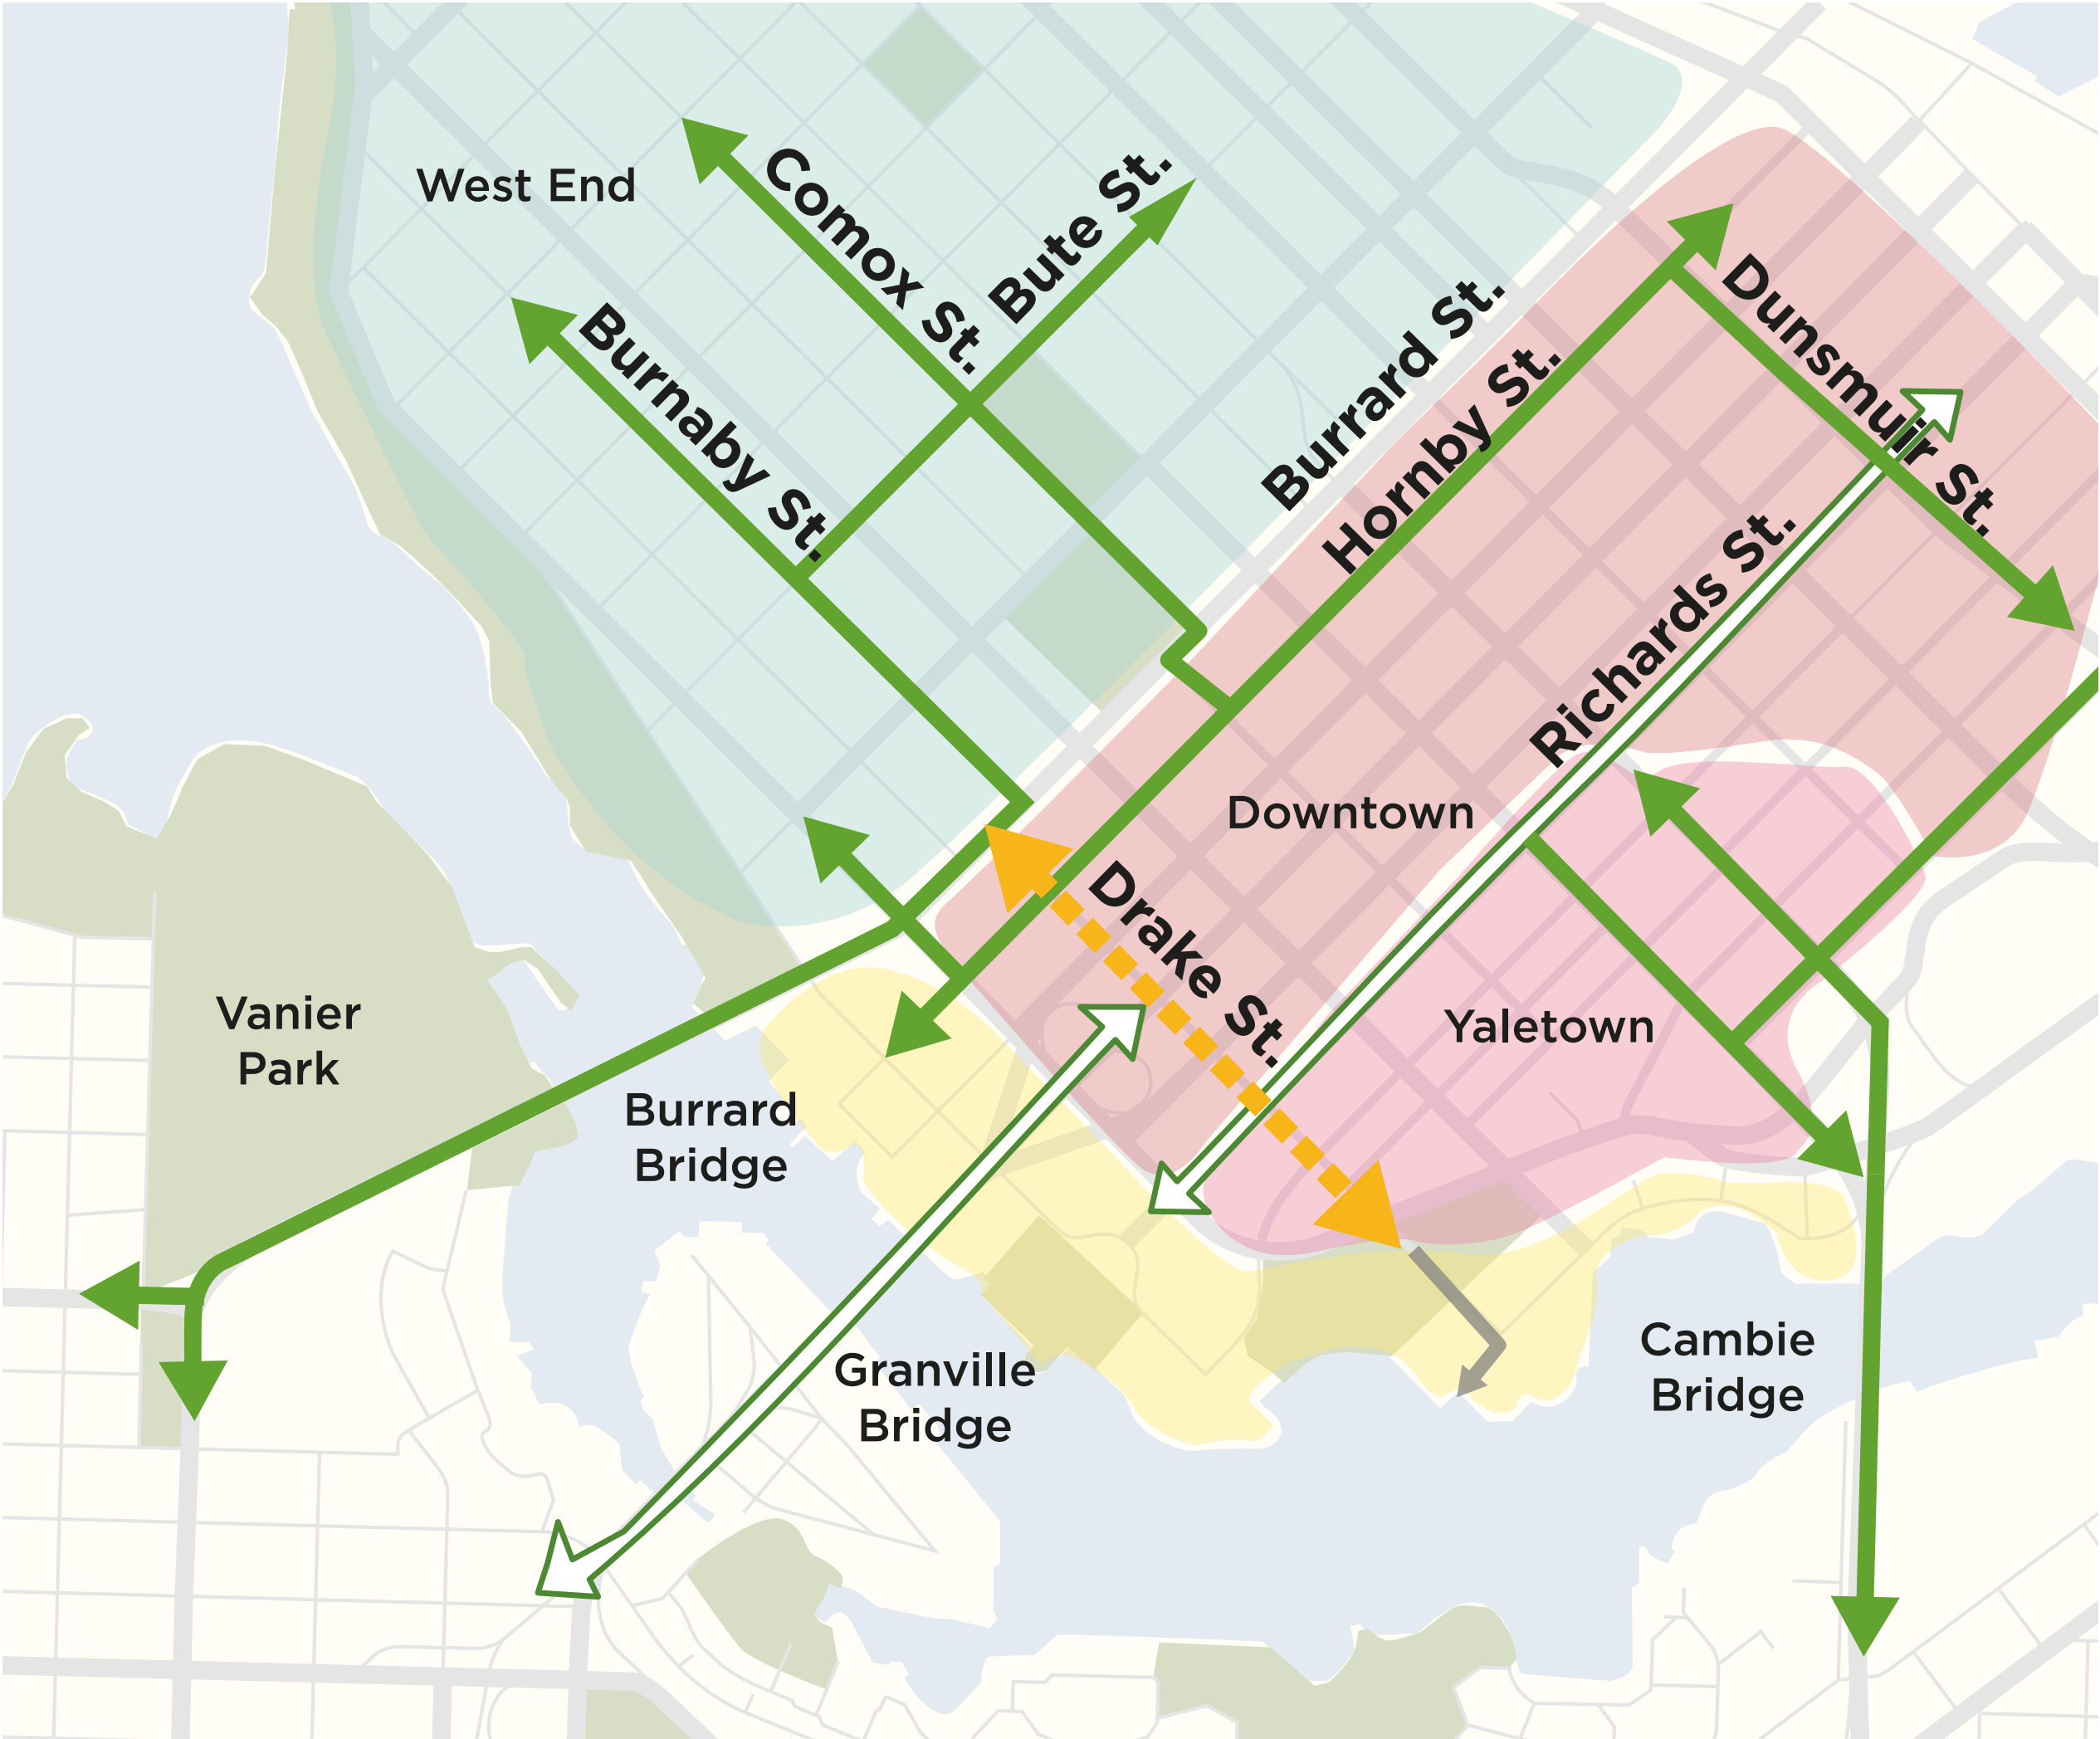 West End
Comox St.
Bute St.
Burnaby St.
Burrard St.
Hornby St.
Dunsmuir St.
Richards St.
Downtown
Drake St.
Yaletown
Vanier
Park
Burrard
Bridge
Granville
Bridge
Cambie
Bridge